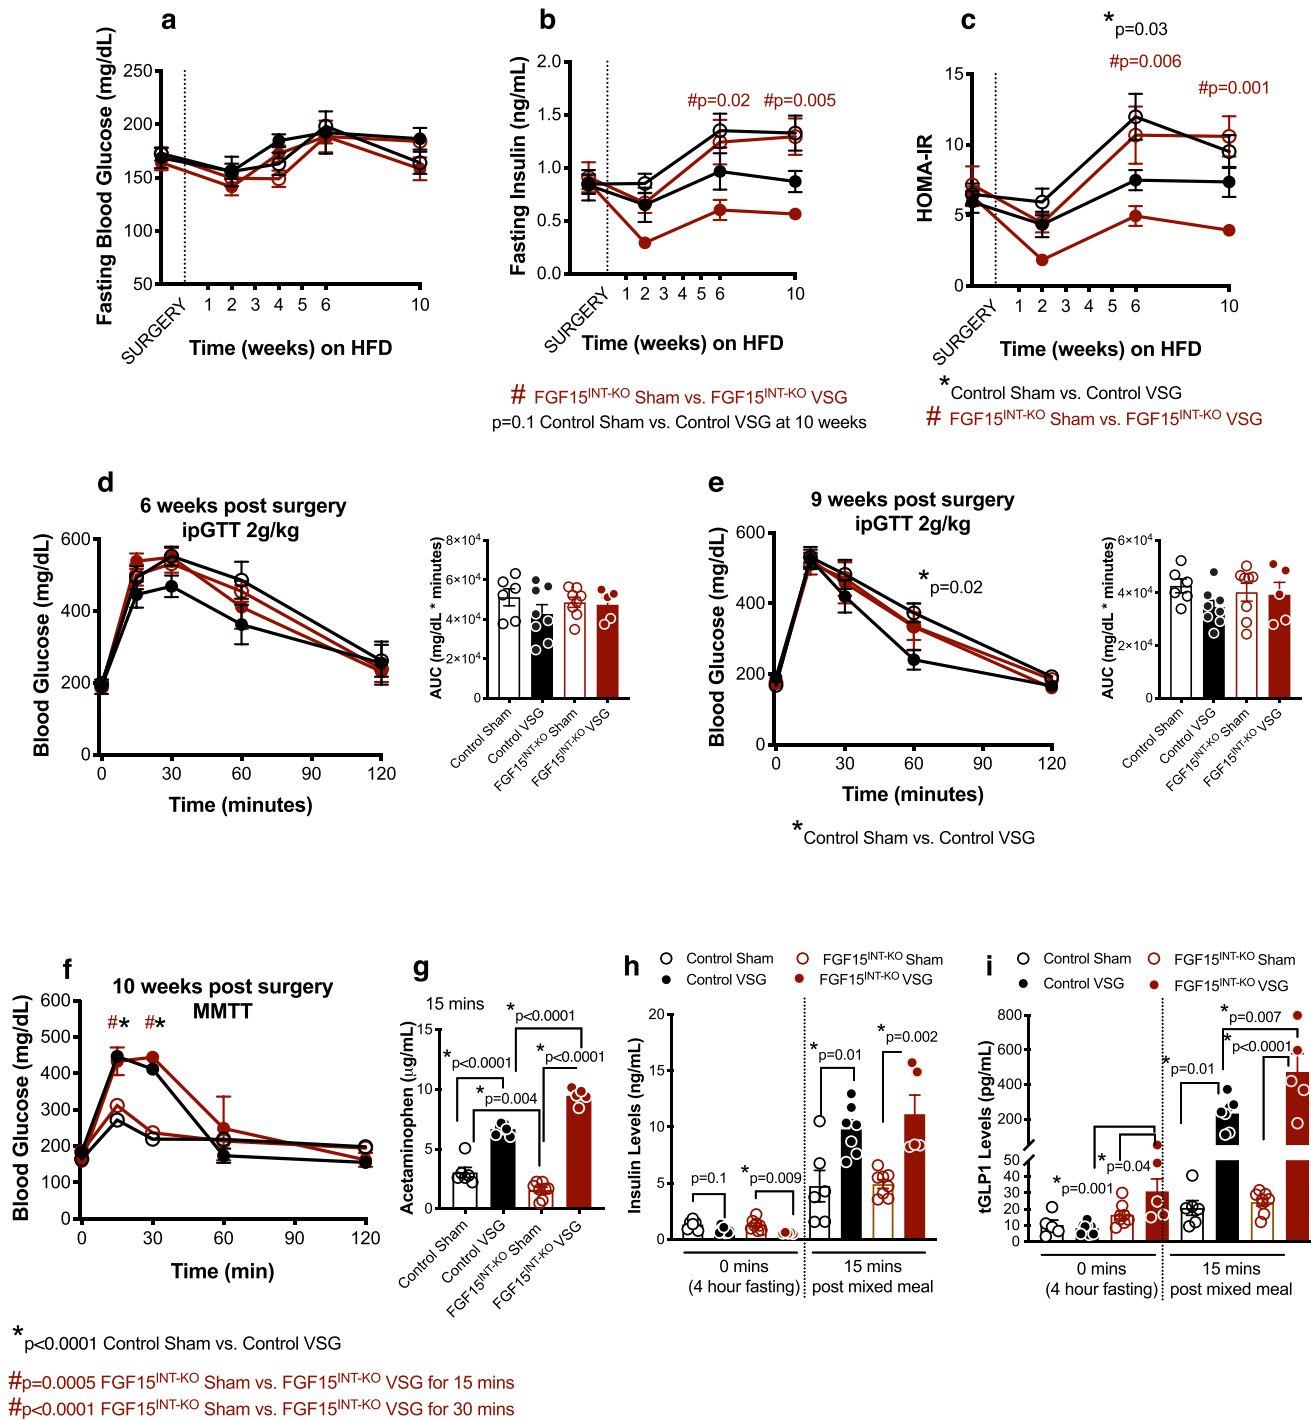 a
Fasting Blood Glucose (mg/dL)
250
200
150
100
50
SURGERY
1 2 3 4 5 6 10
Time (weeks) on HFD
b
Fasting Insulin (ng/mL)
2.0
1.5
1.0
0.5
0.0
#p=0.02 #p=0.005
SURGERY
1 2 3 4 5 6 10
Time (weeks) on HFD
# FGF15INT-KO Sham vs. FGF15INT-KO VSG
p=0.1 Control Sham vs. Control VSG at 10 weeks
c
*p=0.03
#p=0.006
#p=0.001
HOMA-IR
15
10
5
0
SURGERY
1 2 3 4 5 6 10
Time (weeks) on HFD
*Control Sham vs. Control VSG
# FGF15INT-KO Sham vs. FGF15INT-KO VSG
d
6 weeks post surgery
ipGTT 2g/kg
Blood Glucose (mg/dL)
600
400
200
0
0 30 60 90 120
Time (minutes)
AUC (mg/dL * minutes)
8×10⁴
6×10⁴
4×10⁴
2×10⁴
0
Control Sham
Control VSG
FGF15INT-KO Sham
FGF15INT-KO VSG
e
9 weeks post surgery
ipGTT 2g/kg
Blood Glucose (mg/dL)
600
400
200
0
*p=0.02
0 30 60 90 120
Time (minutes)
*Control Sham vs. Control VSG
AUC (mg/dL * minutes)
6×10⁴
4×10⁴
2×10⁴
0
Control Sham
Control VSG
FGF15INT-KO Sham
FGF15INT-KO VSG
f
10 weeks post surgery
MMTT
Blood Glucose (mg/dL)
600
500
400
300
200
100
0
#* #*
0 30 60 90 120
Time (min)
*p<0.0001 Control Sham vs. Control VSG
#p=0.0005 FGF15INT-KO Sham vs. FGF15INT-KO VSG for 15 mins
#p<0.0001 FGF15INT-KO Sham vs. FGF15INT-KO VSG for 30 mins
g
15 mins
Acetaminophen (µg/mL)
15
10
5
0
*p<0.0001
*p<0.0001
*p<0.0001
*p=0.004
Control Sham
Control VSG
FGF15INT-KO Sham
FGF15INT-KO VSG
h
Control Sham
FGF15INT-KO Sham
Control VSG
FGF15INT-KO VSG
Insulin Levels (ng/mL)
20
15
10
5
0
p=0.1
*p=0.009
*p=0.01
*p=0.002
0 mins
(4 hour fasting)
15 mins
post mixed meal
i
Control Sham
FGF15INT-KO Sham
Control VSG
FGF15INT-KO VSG
tGLP1 Levels (pg/mL)
800
600
400
200
50
40
30
20
10
0
*p=0.001
*p=0.04
*p=0.01
*p=0.007
*p<0.0001
0 mins
(4 hour fasting)
15 mins
post mixed meal